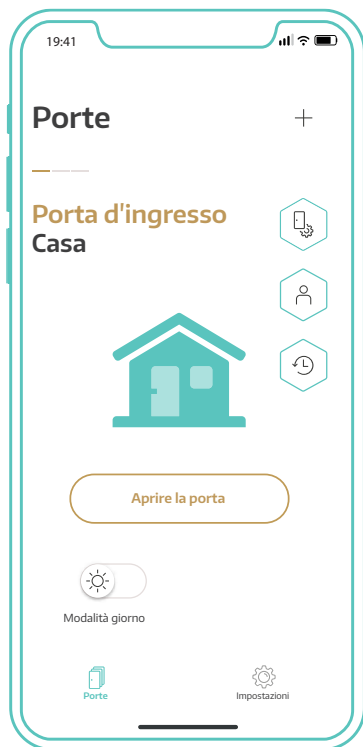 19:41
Porte
Porta d'ingresso
Casa
Aprire la porta
Modalità giorno
Porte
Impostazioni